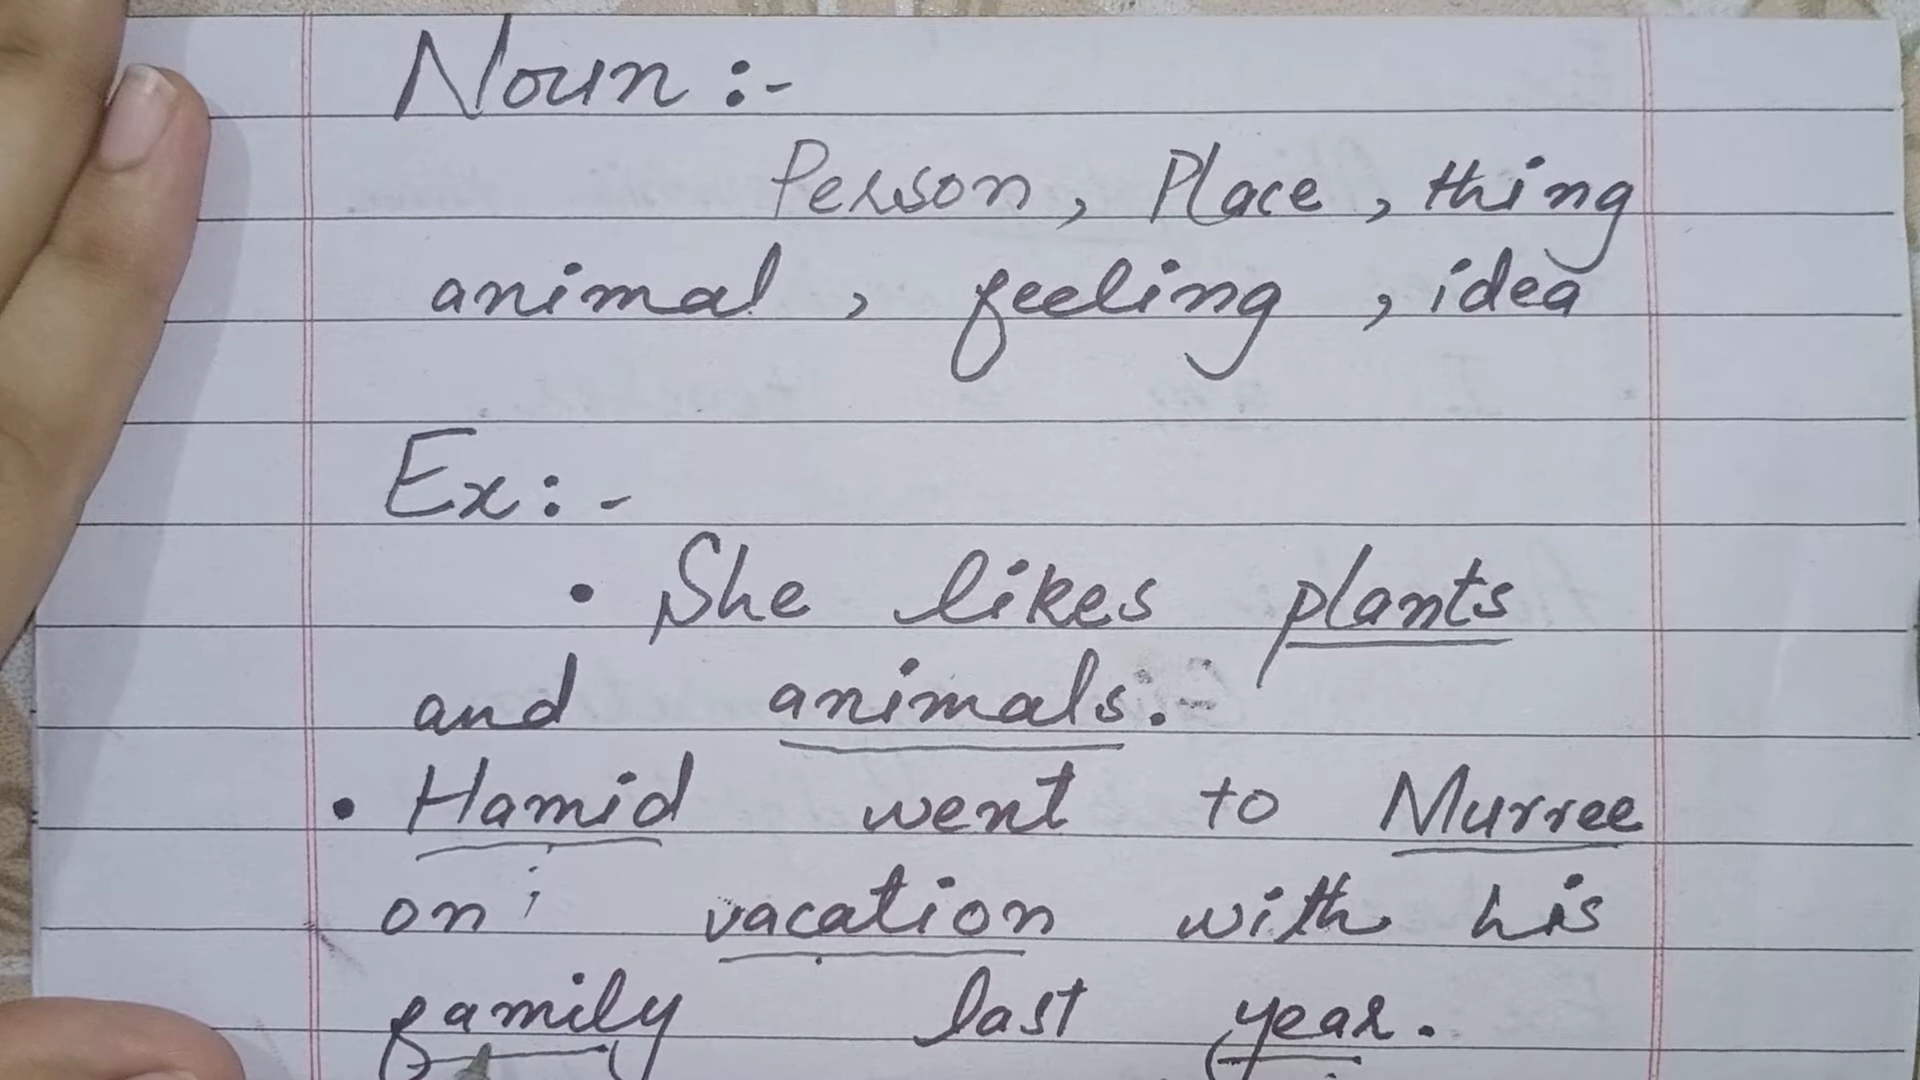 Noun :-
Person, Place, thing
animal, feeling, idea
Ex :-
• She likes plants
and animals.
• Hamid went to Murree
on vacation with his
family last year.